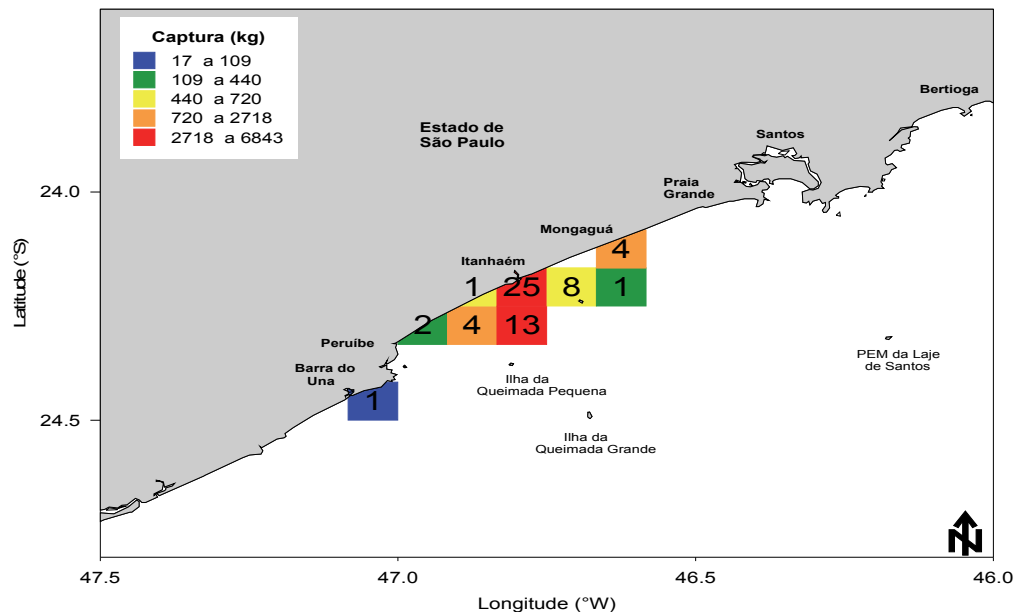 Captura (kg)
17 a 109
109 a 440
440 a 720
720 a 2718
2718 a 6843
Bertioga
Estado de
São Paulo
Santos
Praia
Grande
Mongaguá
Itanhaém
Peruíbe
Barra do
Una
4
1
25
8
1
2
4
13
1
Ilha da
Queimada Pequena
Ilha da
Queimada Grande
PEM da Laje
de Santos
N
24.0
24.5
Latitude (°S)
47.5
47.0
46.5
46.0
Longitude (°W)